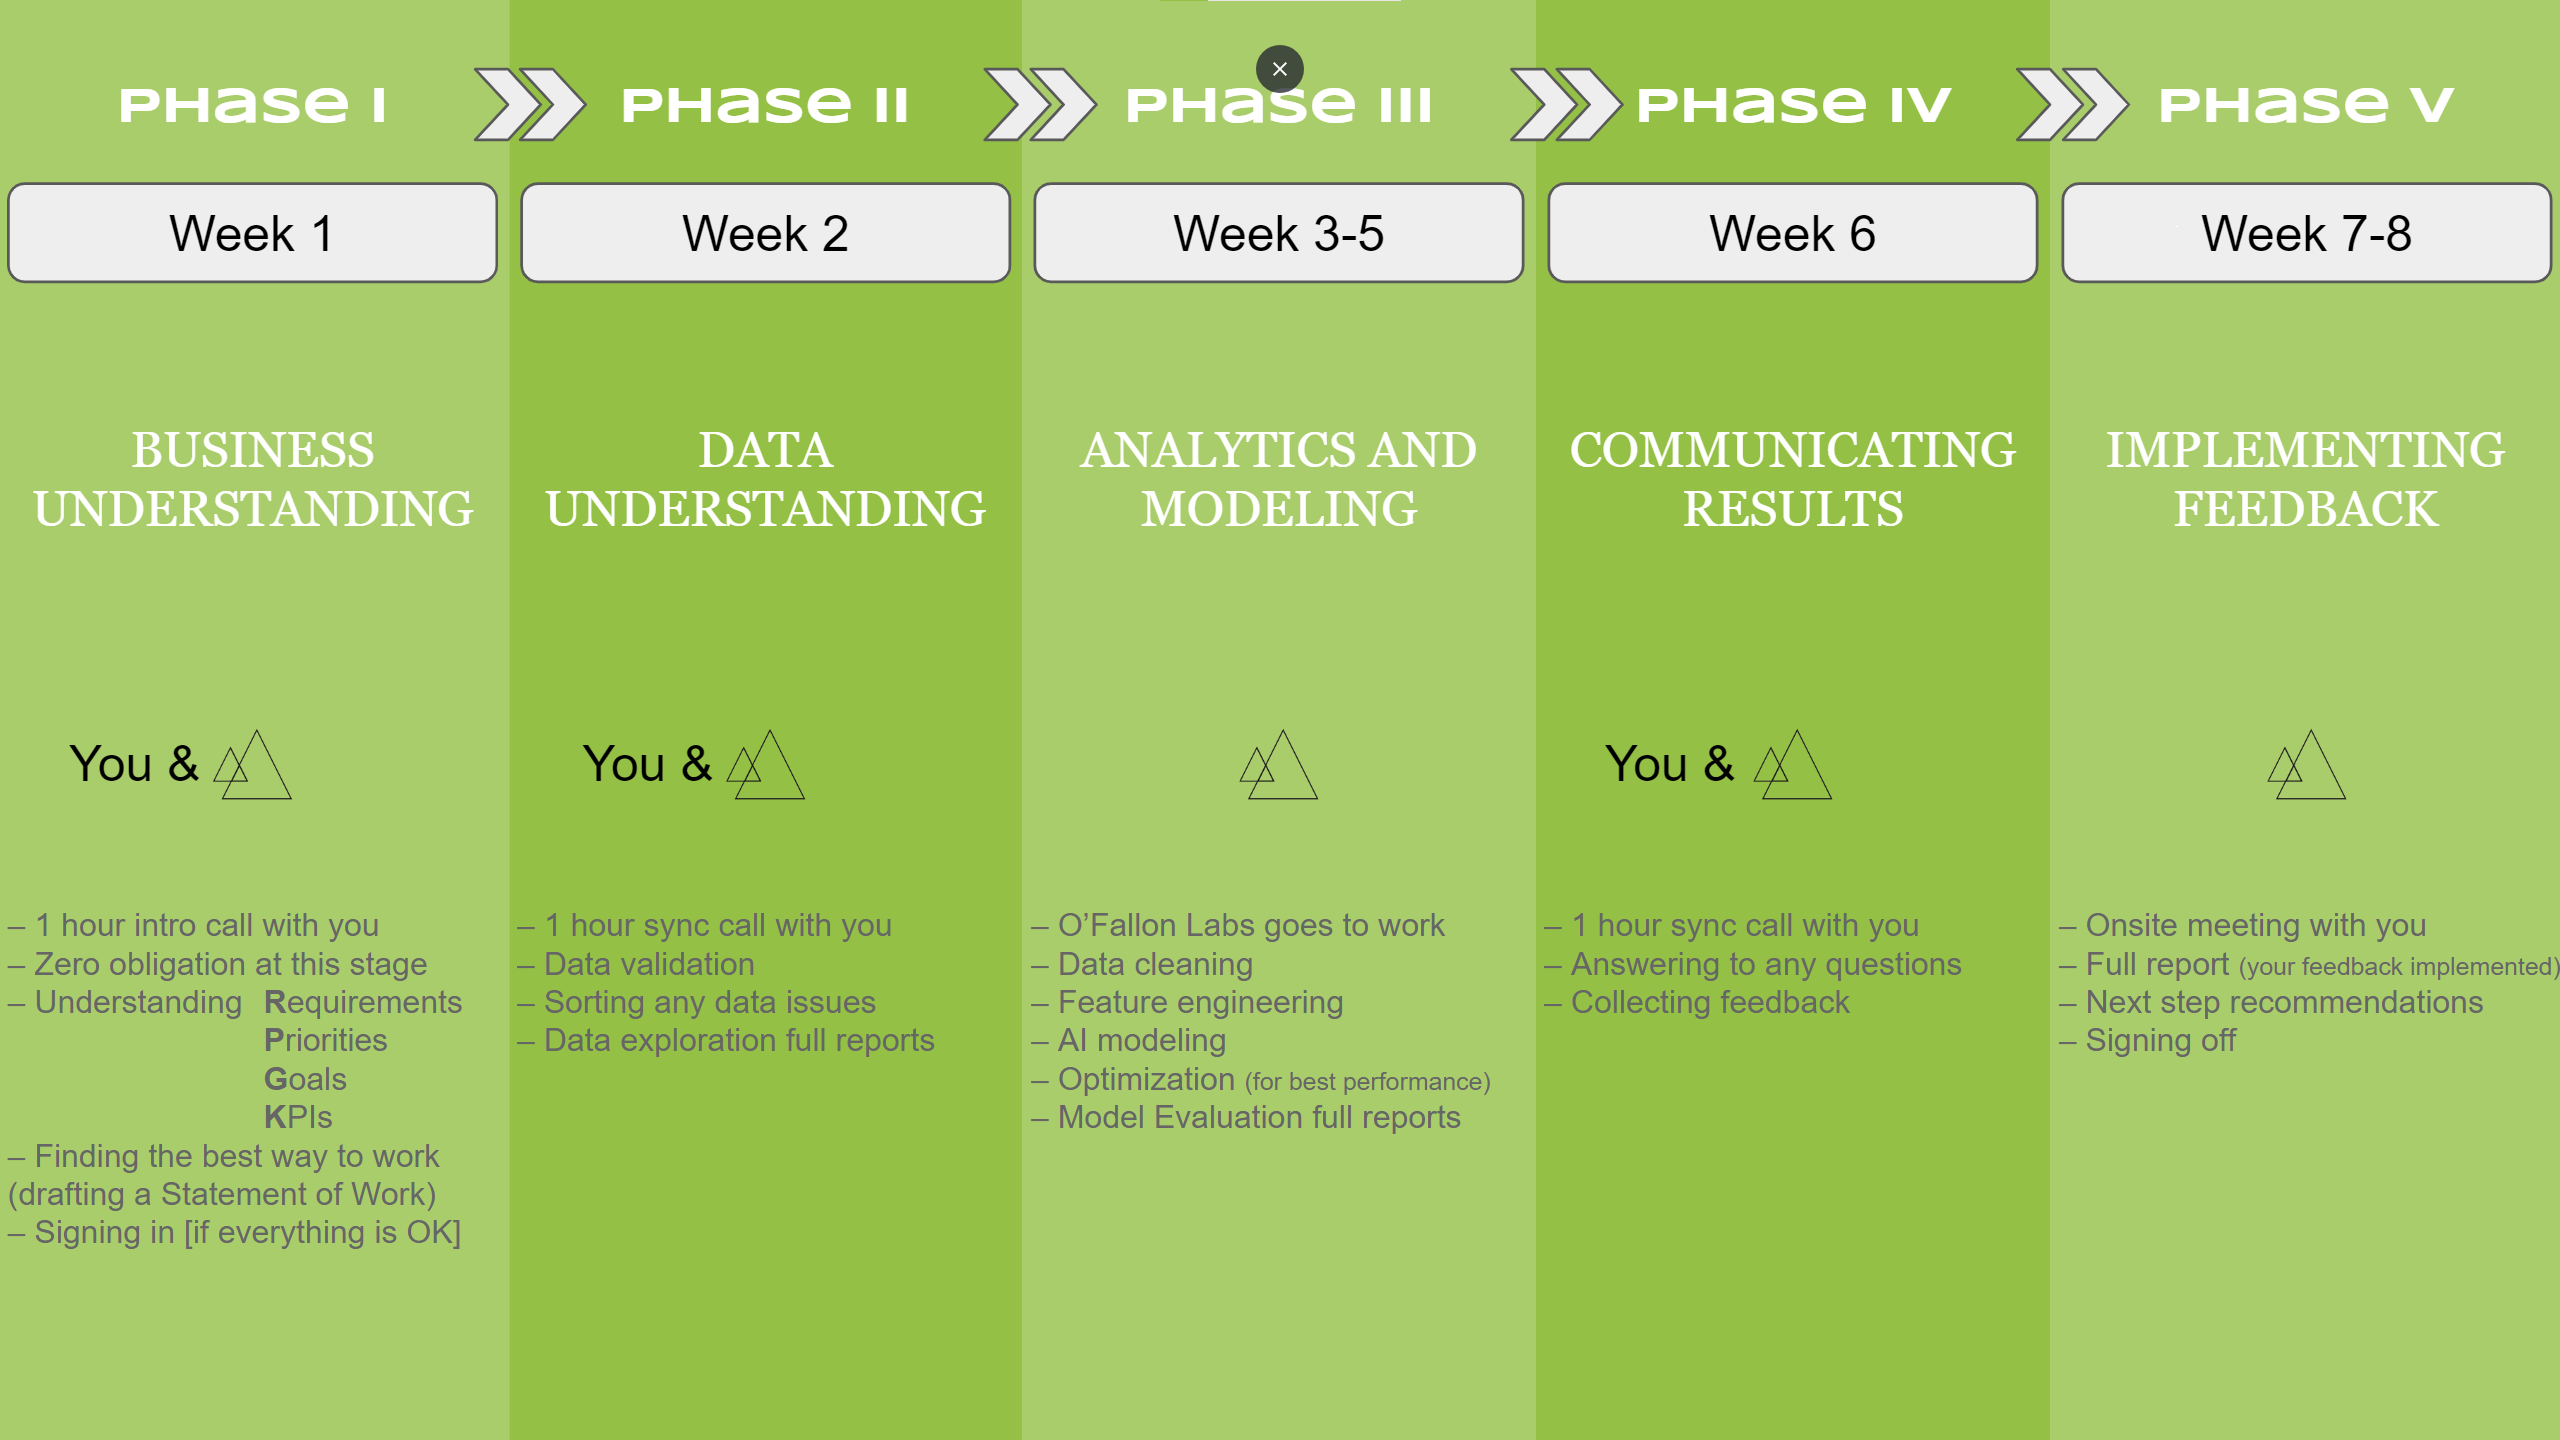 PHase I
PHase II
PHase III
PHase IV
PHase V
Week 1
Week 2
Week 3-5
Week 6
Week 7-8
BUSINESS
UNDERSTANDING
DATA
UNDERSTANDING
ANALYTICS AND
MODELING
COMMUNICATING
RESULTS
IMPLEMENTING
FEEDBACK
You &
You &
You &
– 1 hour intro call with you
– Zero obligation at this stage
– Understanding Requirements
Priorities
Goals
KPIs
– Finding the best way to work
(drafting a Statement of Work)
– Signing in [if everything is OK]
– 1 hour sync call with you
– Data validation
– Sorting any data issues
– Data exploration full reports
– O’Fallon Labs goes to work
– Data cleaning
– Feature engineering
– AI modeling
– Optimization (for best performance)
– Model Evaluation full reports
– 1 hour sync call with you
– Answering to any questions
– Collecting feedback
– Onsite meeting with you
– Full report (your feedback implemented)
– Next step recommendations
– Signing off